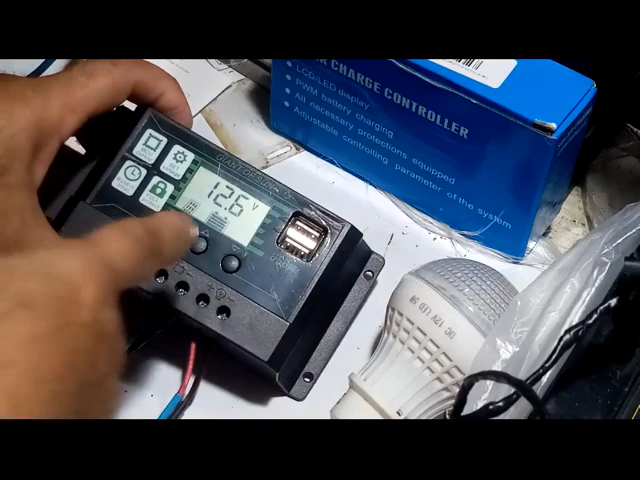 CHARGE CONTROLLER
LCD/LED display
PWM battery charging
All necessary protections equipped
Adjustable controlling parameter of the system
12.6 V
DC 12V LED 9W